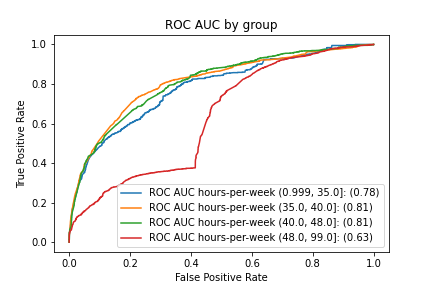 ROC AUC by group
True Positive Rate
1.0
0.8
0.6
0.4
0.2
0.0
ROC AUC hours-per-week (0.999, 35.0]: (0.78)
ROC AUC hours-per-week (35.0, 40.0]: (0.81)
ROC AUC hours-per-week (40.0, 48.0]: (0.81)
ROC AUC hours-per-week (48.0, 99.0]: (0.63)
0.0 0.2 0.4 0.6 0.8 1.0
False Positive Rate